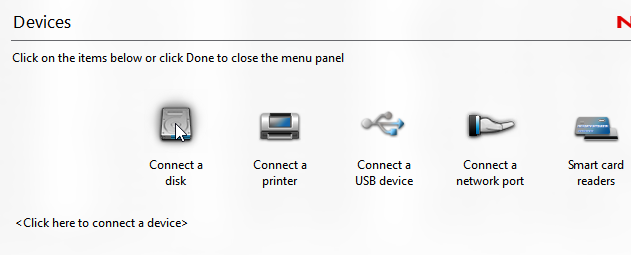 Devices
Click on the items below or click Done to close the menu panel
Connect a disk
Connect a printer
Connect a USB device
Connect a network port
Smart card readers
<Click here to connect a device>